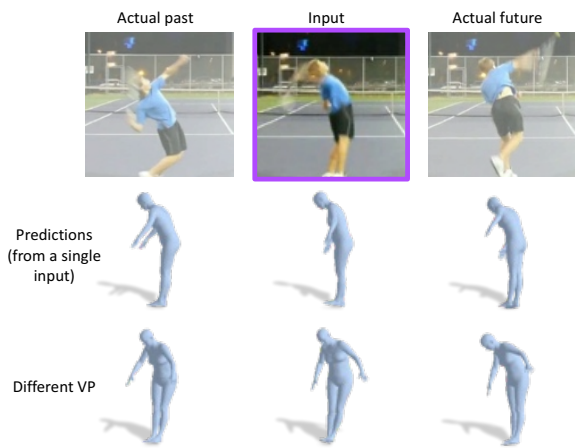 Actual past
Input
Actual future
Predictions
(from a single
input)
Different VP